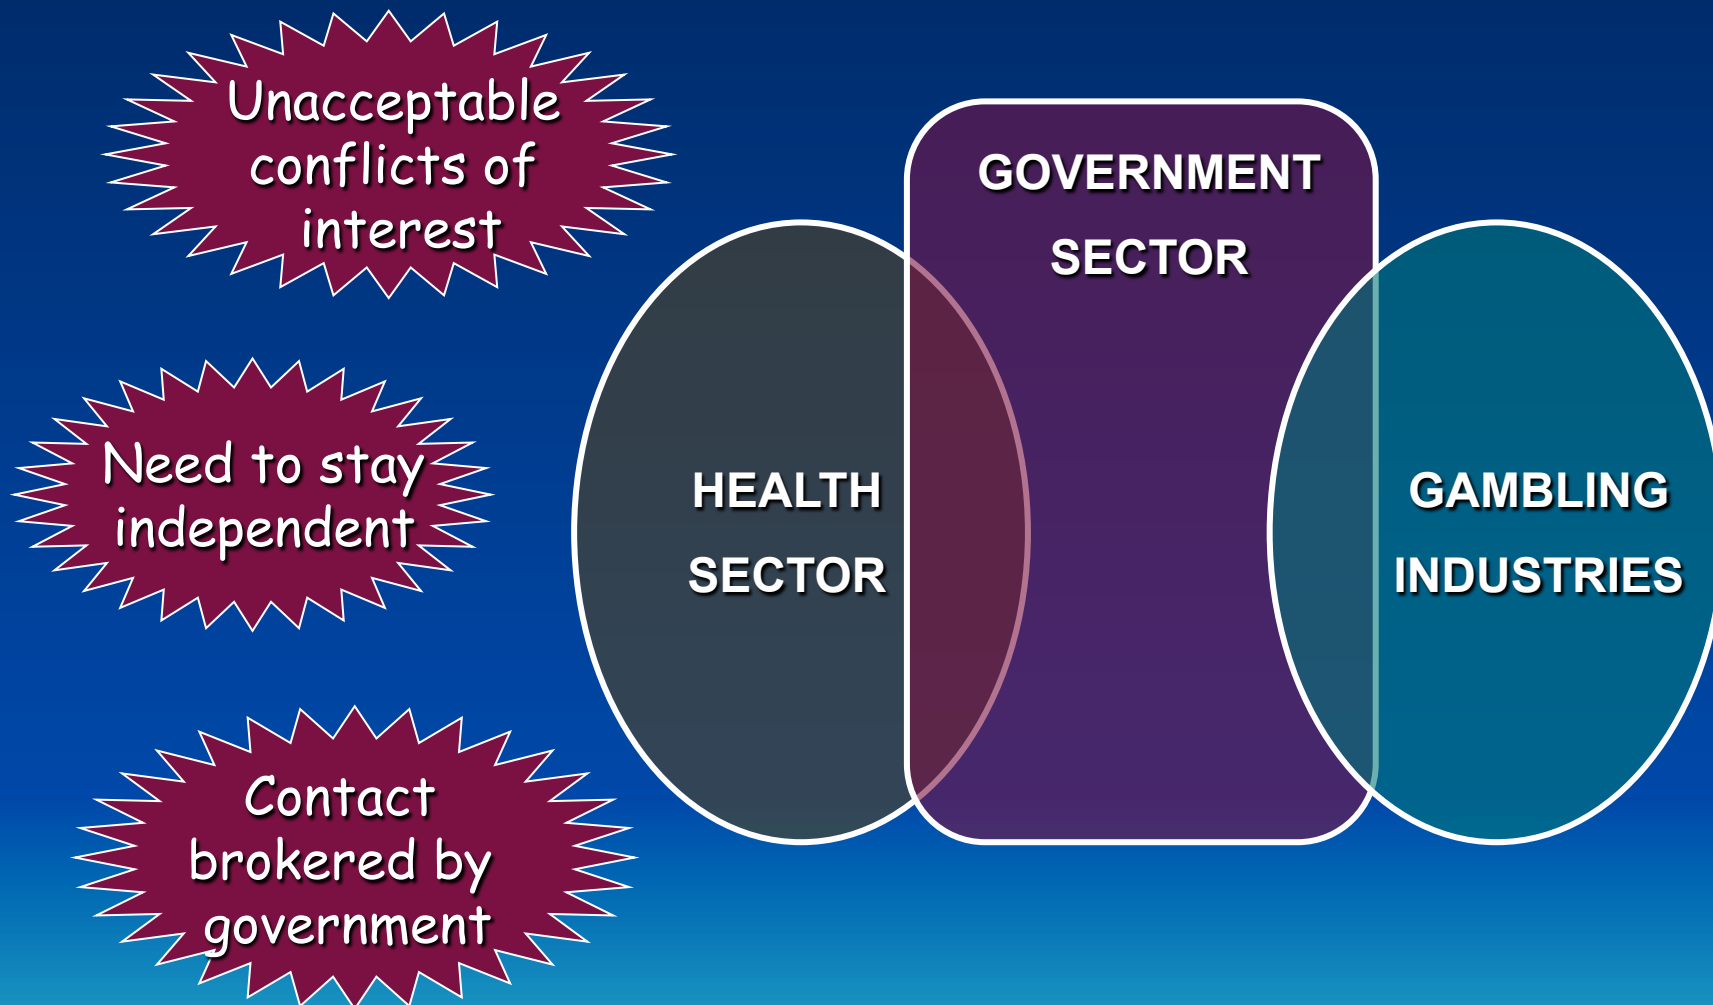 Unacceptable
conflicts of
interest
Need to stay
independent
Contact
brokered by
government
GOVERNMENT
SECTOR
HEALTH
SECTOR
GAMBLING
INDUSTRIES